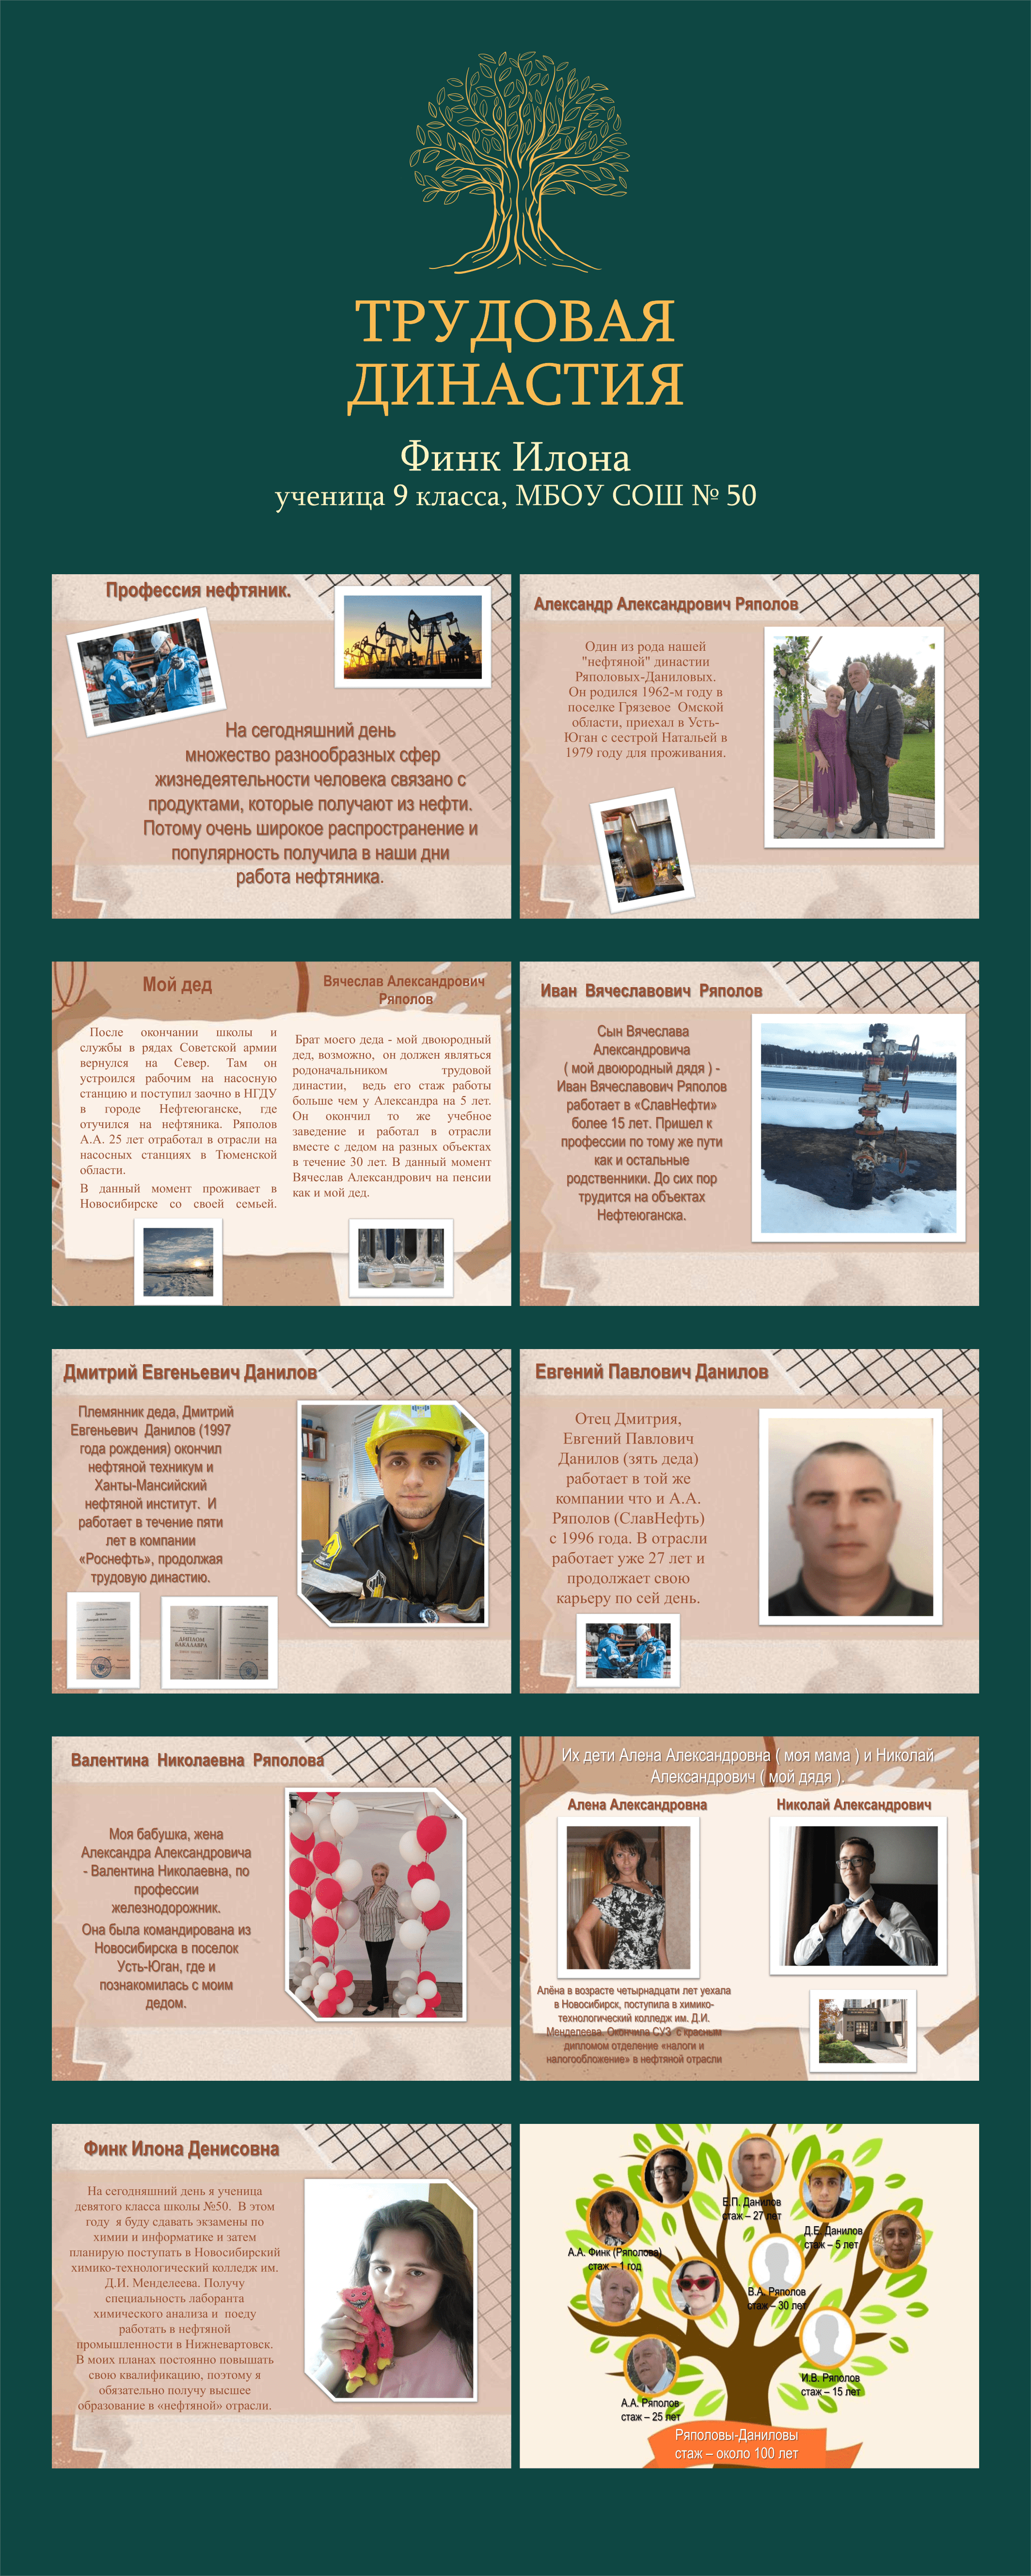 ТРУДОВАЯ
ДИНАСТИЯ
Финк Илона
ученица 9 класса, МБОУ СОШ № 50
Профессия нефтяник.
На сегодняшний день
множество разнообразных сфер
жизнедеятельности человека связано с
продуктами, которые получают из нефти.
Потому очень широкое распространение и
популярность получила в наши дни
работа нефтяника.
Александр Александрович Ряполов
Один из рода нашей
"нефтяной" династии
Ряполовых-Даниловых.
Он родился 1962-м году в
поселке Грязевое Омской
области, приехал в Усть-
Юган с сестрой Натальей в
1979 году для проживания.
Мой дед
После окончании школы и
службы в рядах Советской армии
вернулся на Север. Там он
устроился рабочим на насосную
станцию и поступил заочно в НГДУ
в городе Нефтеюганске, где
отучился на нефтяника. Ряполов
А.А. 25 лет отработал в отрасли на
насосных станциях в Тюменской
области.
В данный момент проживает в
Новосибирске со своей семьей.
Вячеслав Александрович
Ряполов
Брат моего деда - мой двоюродный
дед, возможно, он должен являться
родоначальником трудовой
династии, ведь его стаж работы
больше чем у Александра на 5 лет.
Он окончил то же учебное
заведение и работал в отрасли
вместе с дедом на разных объектах
в течение 30 лет. В данный момент
Вячеслав Александрович на пенсии
как и мой дед.
Иван Вячеславович Ряполов
Сын Вячеслава
Александровича
( мой двоюродный дядя ) -
Иван Вячеславович Ряполов
работает в «СлавНефти»
более 15 лет. Пришел к
профессии по тому же пути
как и остальные
родственники. До сих пор
трудится на объектах
Нефтеюганска.
Дмитрий Евгеньевич Данилов
Племянник деда, Дмитрий
Евгеньевич Данилов (1997
года рождения) окончил
нефтяной техникум и
Ханты-Мансийский
нефтяной институт. И
работает в течение пяти
лет в компании
«Роснефть», продолжая
трудовую династию.
ДИПЛОМ
БАКАЛАВРА
Евгений Павлович Данилов
Отец Дмитрия,
Евгений Павлович
Данилов (зять деда)
работает в той же
компании что и А.А.
Ряполов (СлавНефть)
с 1996 года. В отрасли
работает уже 27 лет и
продолжает свою
карьеру по сей день.
Валентина Николаевна Ряполова
Моя бабушка, жена
Александра Александровича
- Валентина Николаевна, по
профессии
железнодорожник.
Она была командирована из
Новосибирска в поселок
Усть-Юган, где и
познакомилась с моим
дедом.
Их дети Алена Александровна ( моя мама ) и Николай
Александрович ( мой дядя ).
Алена Александровна
Николай Александрович
Алёна в возрасте четырнадцати лет уехала
в Новосибирск, поступила в химико-
технологический колледж им. Д.И.
Менделеева. Окончила СУЗ с красным
дипломом отделение «налоги и
налогообложение» в нефтяной отрасли
Финк Илона Денисовна
На сегодняшний день я ученица
девятого класса школы №50. В этом
году я буду сдавать экзамены по
химии и информатике и затем
планирую поступать в Новосибирский
химико-технологический колледж им.
Д.И. Менделеева. Получу
специальность лаборанта
химического анализа и поеду
работать в нефтяной
промышленности в Нижневартовск.
В моих планах постоянно повышать
свою квалификацию, поэтому я
обязательно получу высшее
образование в «нефтяной» отрасли.
Е.П. Данилов
стаж – 27 лет
Д.Е. Данилов
стаж – 5 лет
А.А. Финк (Ряполова)
стаж – 1 год
В.А. Ряполов
стаж – 30 лет
И.В. Ряполов
стаж – 15 лет
А.А. Ряполов
стаж – 25 лет
Ряполовы-Даниловы
стаж – около 100 лет